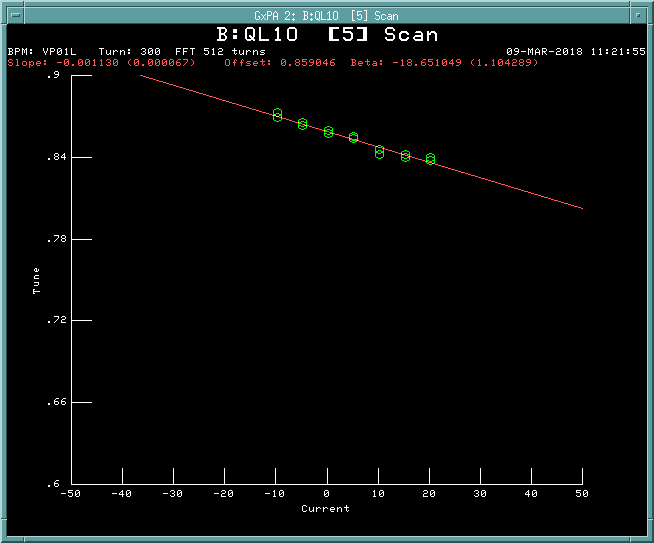 GxPA 2: B:QL1O [5] Scan
B:QL1O [5] Scan
BPM: VP01L Turn: 300 FFT 512 turns 09-MAR-2018 11:21:55
Slope: -0.001130 (0.000067) Offset: 0.859046 Beta: -18.651049 (1.104289)
.9
.84
.78
Tune
.72
.66
.6
-50 -40 -30 -20 -10 0 10 20 30 40 50
Current